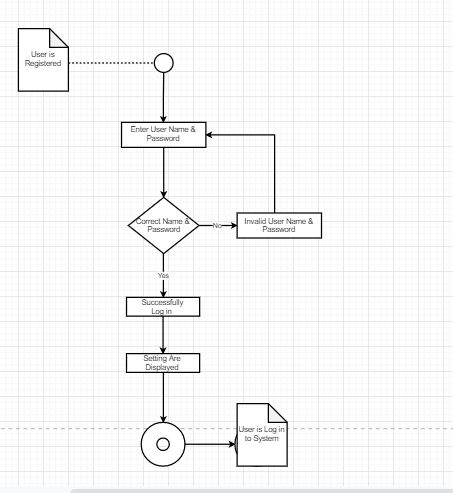 User is
Registered
Enter User Name &
Password
Correct Name &
Password
No
Invalid User Name &
Password
Yes
Successfully
Log in
Setting Are
Displayed
User is Log in
to System